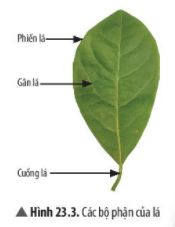 Phiến lá
Gân lá
Cuống lá
▲ Hình 23.3. Các bộ phận của lá